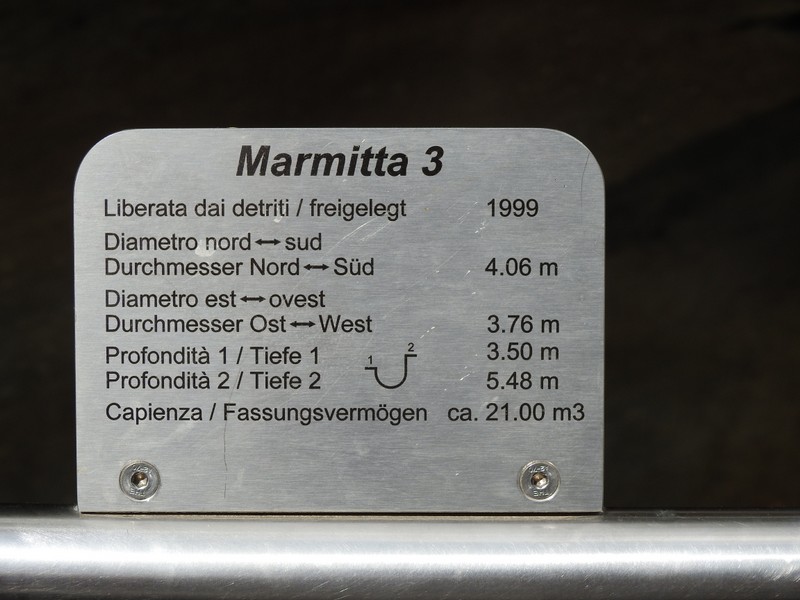 Marmitta 3
Liberata dai detriti / freigelegt 1999
Diametro nord ↔ sud
Durchmesser Nord ↔ Süd 4.06 m
Diametro est ↔ ovest
Durchmesser Ost ↔ West 3.76 m
Profondità 1 / Tiefe 1 1 2 3.50 m
Profondità 2 / Tiefe 2 5.48 m
Capienza / Fassungsvermögen ca. 21.00 m3